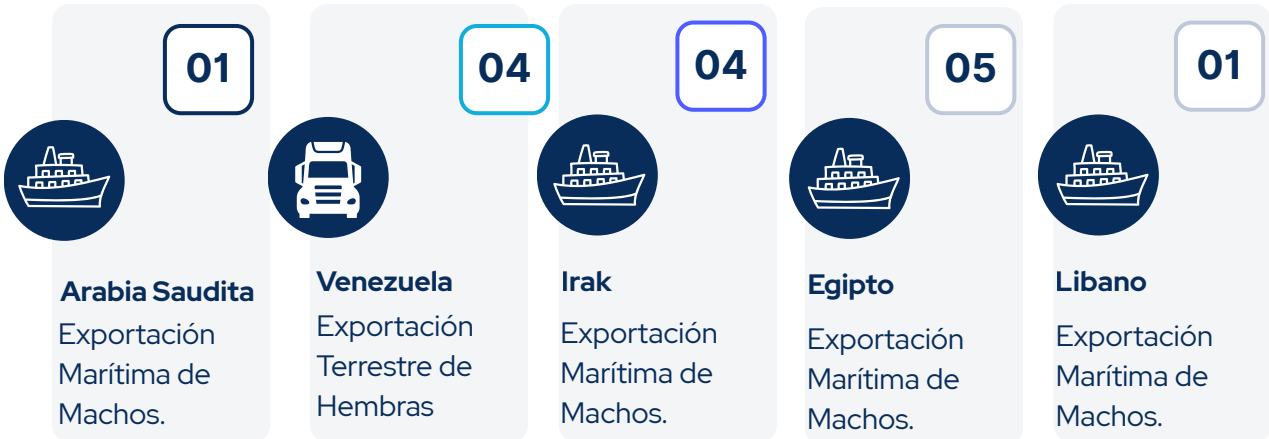 01
Arabia Saudita
Exportación
Marítima de
Machos.
04
Venezuela
Exportación
Terrestre de
Hembras
04
Irak
Exportación
Marítima de
Machos.
05
Egipto
Exportación
Marítima de
Machos.
01
Libano
Exportación
Marítima de
Machos.